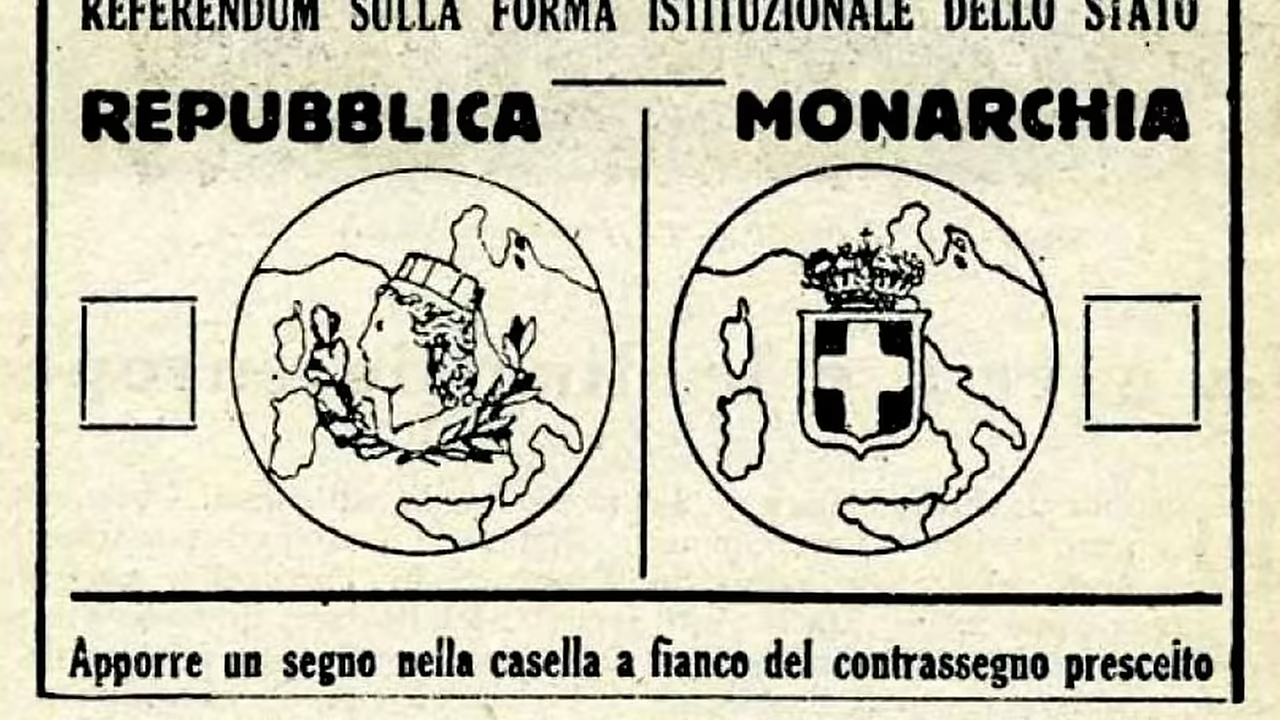 REFERENDUM SULLA FORMA ISTITUZIONALE DELLO STATO
REPUBBLICA
MONARCHIA
Apporre un segno nella casella a fianco del contrassegno prescelto